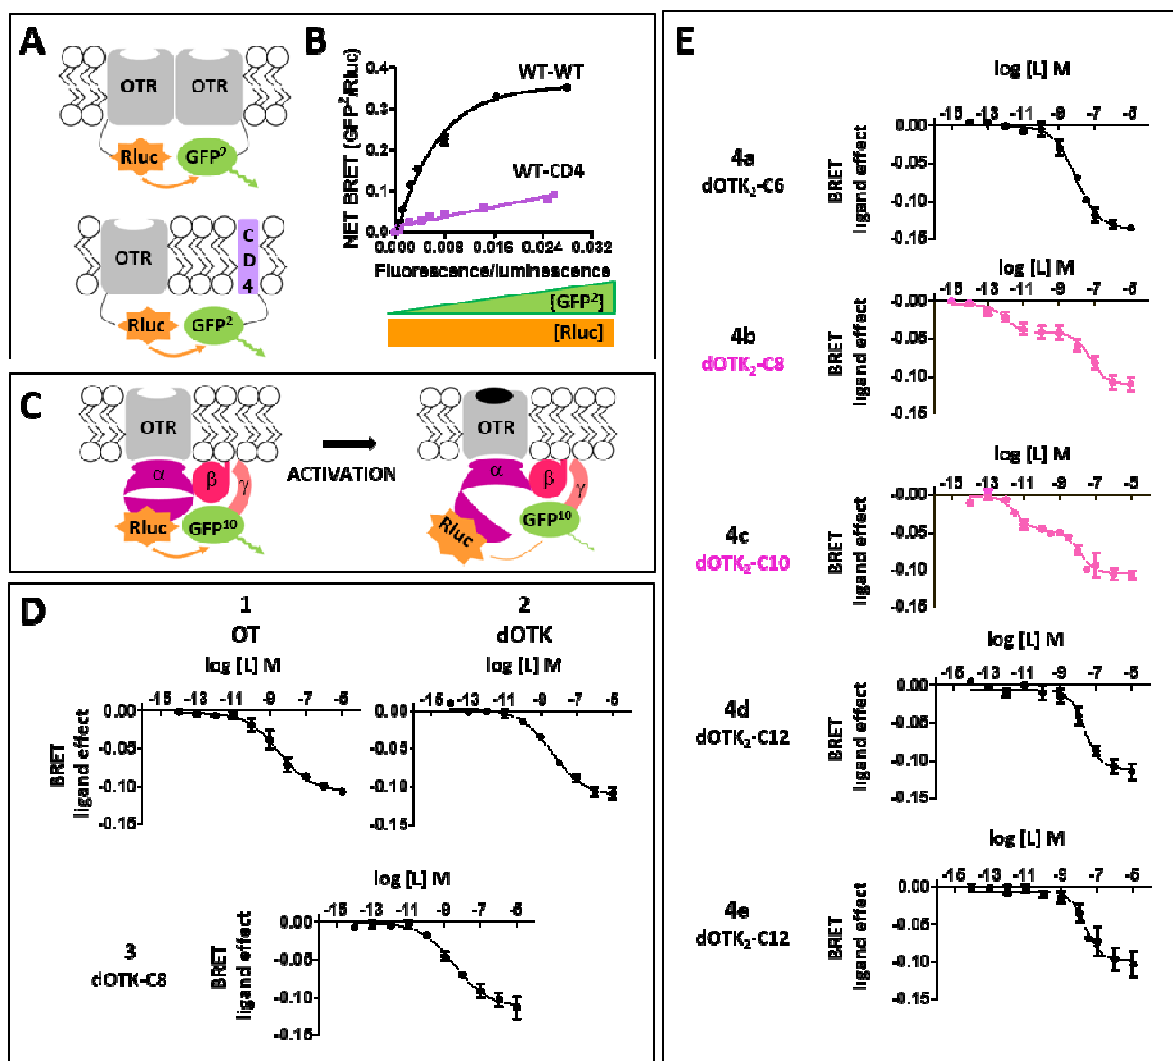 A
OTR OTR
Rluc GFP2
OTR
C
D
4
Rluc GFP2
B
NET BRET [GFP2/Rluc]
0.4
0.3
0.2
0.1
0.0
WT-WT
WT-CD4
0.000 0.008 0.016 0.024 0.032
Fluorescence/luminescence
[GFP2]
[Rluc]
C
OTR
α β γ
Rluc GFP10
ACTIVATION
OTR
α β γ
Rluc GFP10
D
1
OT
log [L] M
-15 -13 -11 -9 -7 -5
0.00
-0.05
-0.10
-0.15
BRET
ligand effect
2
dOTK
log [L] M
-15 -13 -11 -9 -7 -5
0.00
-0.05
-0.10
-0.15
BRET
ligand effect
3
dOTK-C8
log [L] M
-15 -13 -11 -9 -7 -5
0.00
-0.05
-0.10
-0.15
BRET
ligand effect
E
log [L] M
-15 -13 -11 -9 -7 -5
4a
dOTK2-C6
BRET
ligand effect
0.00
-0.05
-0.10
-0.15
log [L] M
-15 -13 -11 -9 -7 -5
4b
dOTK2-C8
BRET
ligand effect
-0.00
-0.05
-0.10
-0.15
log [L] M
-15 -13 -11 -9 -7 -5
4c
dOTK2-C10
BRET
ligand effect
-0.00
-0.05
-0.10
-0.15
log [L] M
-15 -13 -11 -9 -7 -5
4d
dOTK2-C12
BRET
ligand effect
0.00
-0.05
-0.10
-0.15
log [L] M
-15 -13 -11 -9 -7 -5
4e
dOTK2-C12
BRET
ligand effect
0.00
-0.05
-0.10
-0.15